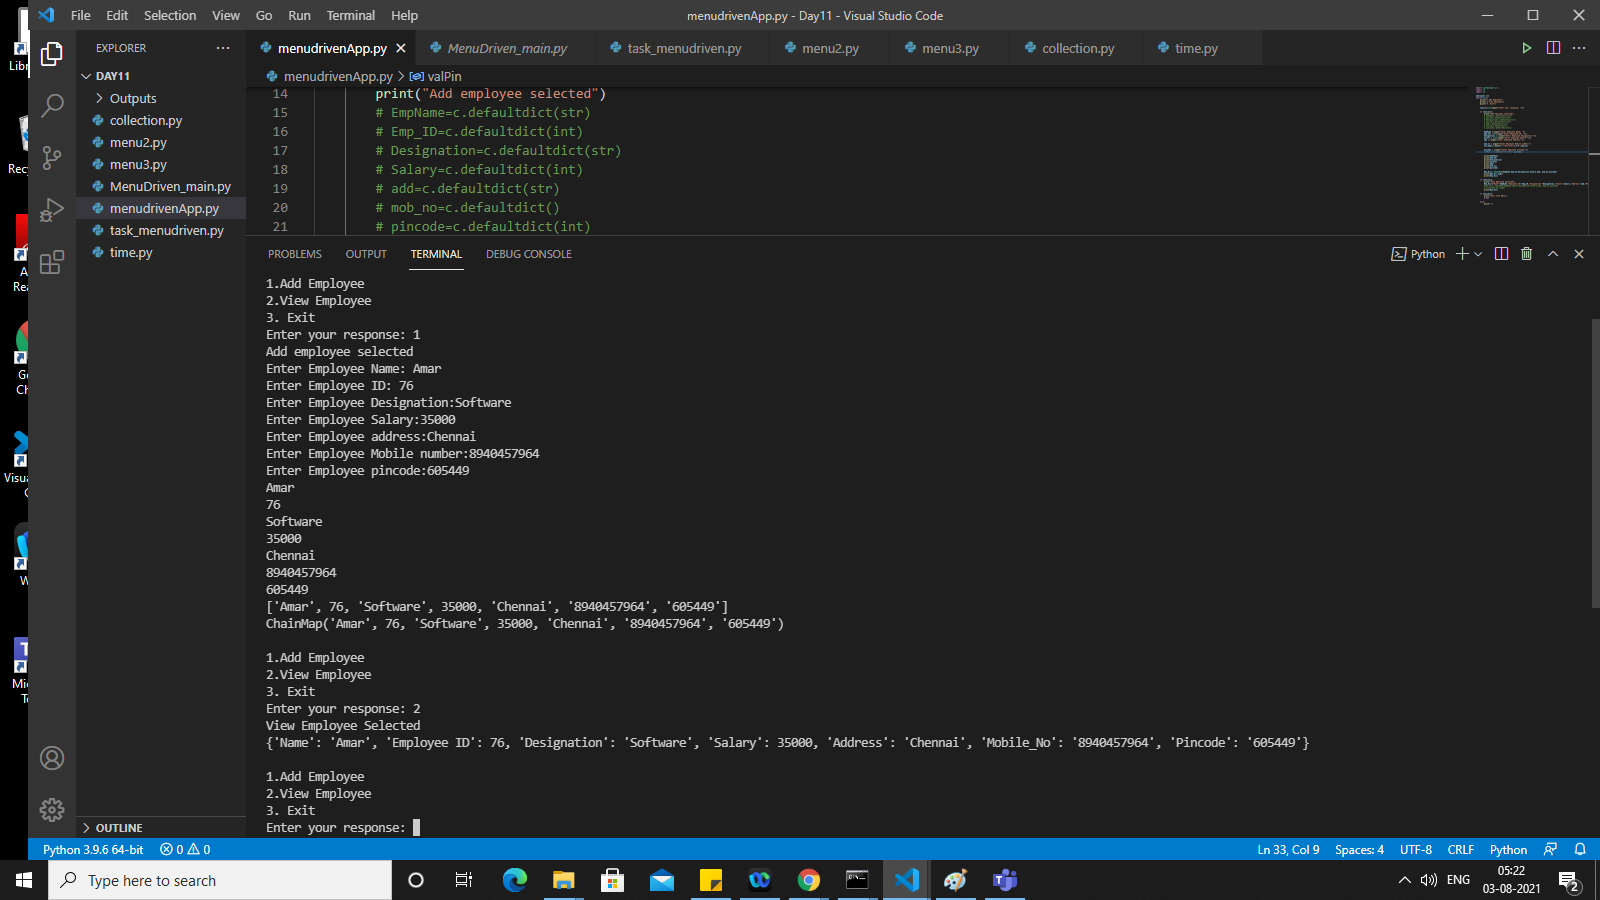 File Edit Selection View Go Run Terminal Help
menudrivenApp.py - Day11 - Visual Studio Code
EXPLORER
menudrivenApp.py
MenuDriven_main.py
task_menudriven.py
menu2.py
menu3.py
collection.py
time.py
DAY11
Outputs
collection.py
menu2.py
menu3.py
MenuDriven_main.py
menudrivenApp.py
task_menudriven.py
time.py
OUTLINE
menudrivenApp.py > valPin
14 print("Add employee selected")
15 # EmpName=c.defaultdict(str)
16 # Emp_ID=c.defaultdict(int)
17 # Designation=c.defaultdict(str)
18 # Salary=c.defaultdict(int)
19 # add=c.defaultdict(str)
20 # mob_no=c.defaultdict()
21 # pincode=c.defaultdict(int)
PROBLEMS OUTPUT TERMINAL DEBUG CONSOLE
Python
1.Add Employee
2.View Employee
3. Exit
Enter your response: 1
Add employee selected
Enter Employee Name: Amar
Enter Employee ID: 76
Enter Employee Designation:Software
Enter Employee Salary:35000
Enter Employee address:Chennai
Enter Employee Mobile number:8940457964
Enter Employee pincode:605449
Amar
76
Software
35000
Chennai
8940457964
605449
['Amar', 76, 'Software', 35000, 'Chennai', '8940457964', '605449']
ChainMap('Amar', 76, 'Software', 35000, 'Chennai', '8940457964', '605449')
1.Add Employee
2.View Employee
3. Exit
Enter your response: 2
View Employee Selected
{'Name': 'Amar', 'Employee ID': 76, 'Designation': 'Software', 'Salary': 35000, 'Address': 'Chennai', 'Mobile_No': '8940457964', 'Pincode': '605449'}
1.Add Employee
2.View Employee
3. Exit
Enter your response:
Python 3.9.6 64-bit 0 0
Ln 33, Col 9 Spaces: 4 UTF-8 CRLF Python
Type here to search
ENG
05:22
03-08-2021
2